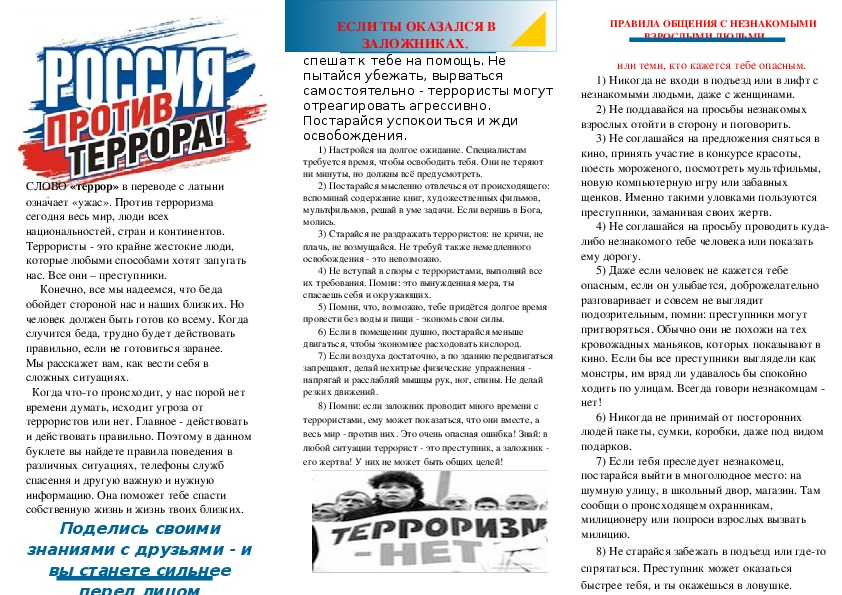 РОССИЯ
ПРОТИВ
ТЕРРОРА!
СЛОВО «террор» в переводе с латыни
означает «ужас». Против терроризма
сегодня весь мир, люди всех
национальностей, стран и континентов.
Террористы - это крайне жестокие люди,
которые любыми способами хотят запугать
нас. Все они – преступники.
Конечно, все мы надеемся, что беда
обойдет стороной нас и наших близких. Но
человек должен быть готов ко всему. Когда
случится беда, трудно будет действовать
правильно, если не готовиться заранее.
Мы расскажет вам, как вести себя в
сложных ситуациях.
Когда что-то происходит, у нас порой нет
времени думать, исходит угроза от
террористов или нет. Главное - действовать
и действовать правильно. Поэтому в данном
буклете вы найдете правила поведения в
различных ситуациях, телефоны служб
спасения и другую важную и нужную
информацию. Она поможет тебе спасти
собственную жизнь и жизнь твоих близких.
Поделись своими
знаниями с друзьями - и
вы станете сильнее
перед лицом
ЕСЛИ ТЫ ОКАЗАЛСЯ В
ЗАЛОЖНИКАХ,
спешат к тебе на помощь. Не
пытайся убежать, вырваться
самостоятельно - террористы могут
отреагировать агрессивно.
Постарайся успокоиться и жди
освобождения.
1) Настройся на долгое ожидание. Специалистам
требуется время, чтобы освободить тебя. Они не теряют
ни минуты, но должны всё предусмотреть.
2) Постарайся мысленно отвлечься от происходящего:
вспоминай содержание книг, художественных фильмов,
мультфильмов, решай в уме задачи. Если веришь в Бога,
молись.
3) Старайся не раздражать террористов: не кричи, не
плачь, не возмущайся. Не требуй также немедленного
освобождения - это невозможно.
4) Не вступай в споры с террористами, выполняй все
их требования. Помни: это вынужденная мера, ты
спасаешь себя и окружающих.
5) Помни, что, возможно, тебе придётся долгое время
провести без воды и пищи - экономь свои силы.
6) Если в помещении душно, постарайся меньше
двигаться, чтобы экономнее расходовать кислород.
7) Если воздуха достаточно, а по зданию передвигаться
запрещают, делай нехитрые физические упражнения -
напрягай и расслабляй мышцы рук, ног, спины. Не делай
резких движений.
8) Помни: если заложник проводит много времени с
террористами, ему может показаться, что они вместе, а
весь мир - против них. Это очень опасная ошибка! Знай: в
любой ситуации террорист - это преступник, а заложник -
его жертва! У них не может быть общих целей!
ТЕРРОРИЗМ
-НЕТ
ПРАВИЛА ОБЩЕНИЯ С НЕЗНАКОМЫМИ
ВЗРОСЛЫМИ ЛЮДЬМИ
или теми, кто кажется тебе опасным.
1) Никогда не входи в подъезд или в лифт с
незнакомыми людьми, даже с женщинами.
2) Не поддавайся на просьбы незнакомых
взрослых отойти в сторону и поговорить.
3) Не соглашайся на предложения сняться в
кино, принять участие в конкурсе красоты,
поесть мороженого, посмотреть мультфильмы,
новую компьютерную игру или забавных
щенков. Именно такими уловками пользуются
преступники, заманивая своих жертв.
4) Не соглашайся на просьбу проводить куда-
либо незнакомого тебе человека или показать
ему дорогу.
5) Даже если человек не кажется тебе
опасным, если он улыбается, доброжелательно
разговаривает и совсем не выглядит
подозрительным, помни: преступники могут
притворяться. Обычно они не похожи на тех
кровожадных маньяков, которых показывают в
кино. Если бы все преступники выглядели как
монстры, им вряд ли удавалось бы спокойно
ходить по улицам. Всегда говори незнакомцам -
нет!
6) Никогда не принимай от посторонних
людей пакеты, сумки, коробки, даже под видом
подарков.
7) Если тебя преследует незнакомец,
постарайся выйти в многолюдное место: на
шумную улицу, в школьный двор, магазин. Там
сообщи о происходящем охранникам,
милиционеру или попроси взрослых вызвать
милицию.
8) Не старайся забежать в подъезд или где-то
спрятаться. Преступник может оказаться
быстрее тебя, и ты окажешься в ловушке.